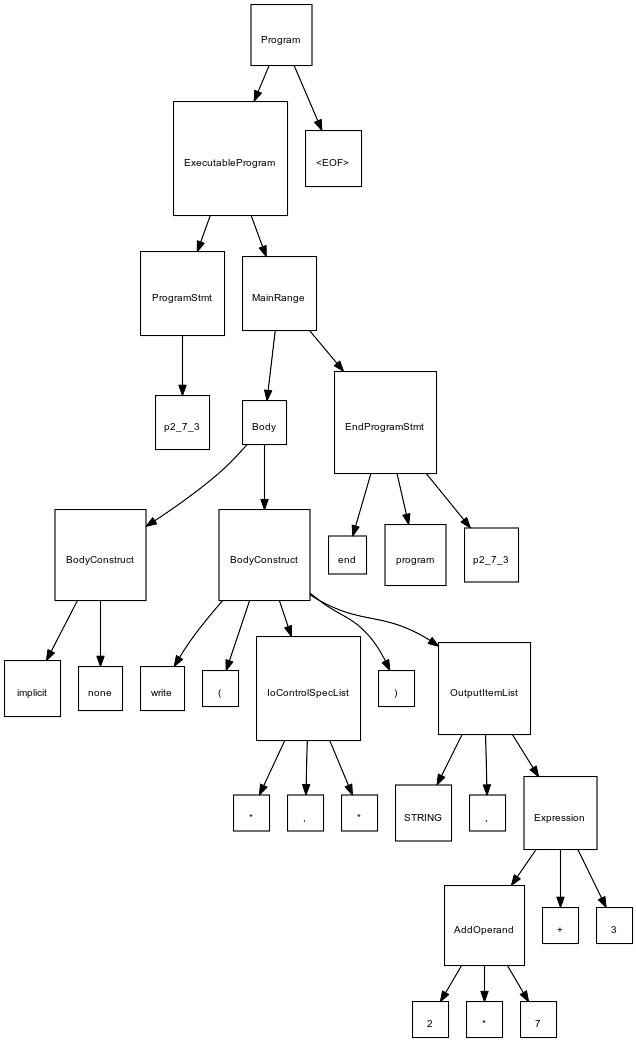 Program
ExecutableProgram
<EOF>
ProgramStmt
MainRange
p2_7_3
Body
EndProgramStmt
BodyConstruct
BodyConstruct
end
program
p2_7_3
implicit
none
write
(
IoControlSpecList
)
OutputItemList
*
,
*
STRING
,
Expression
AddOperand
+
3
2
*
7